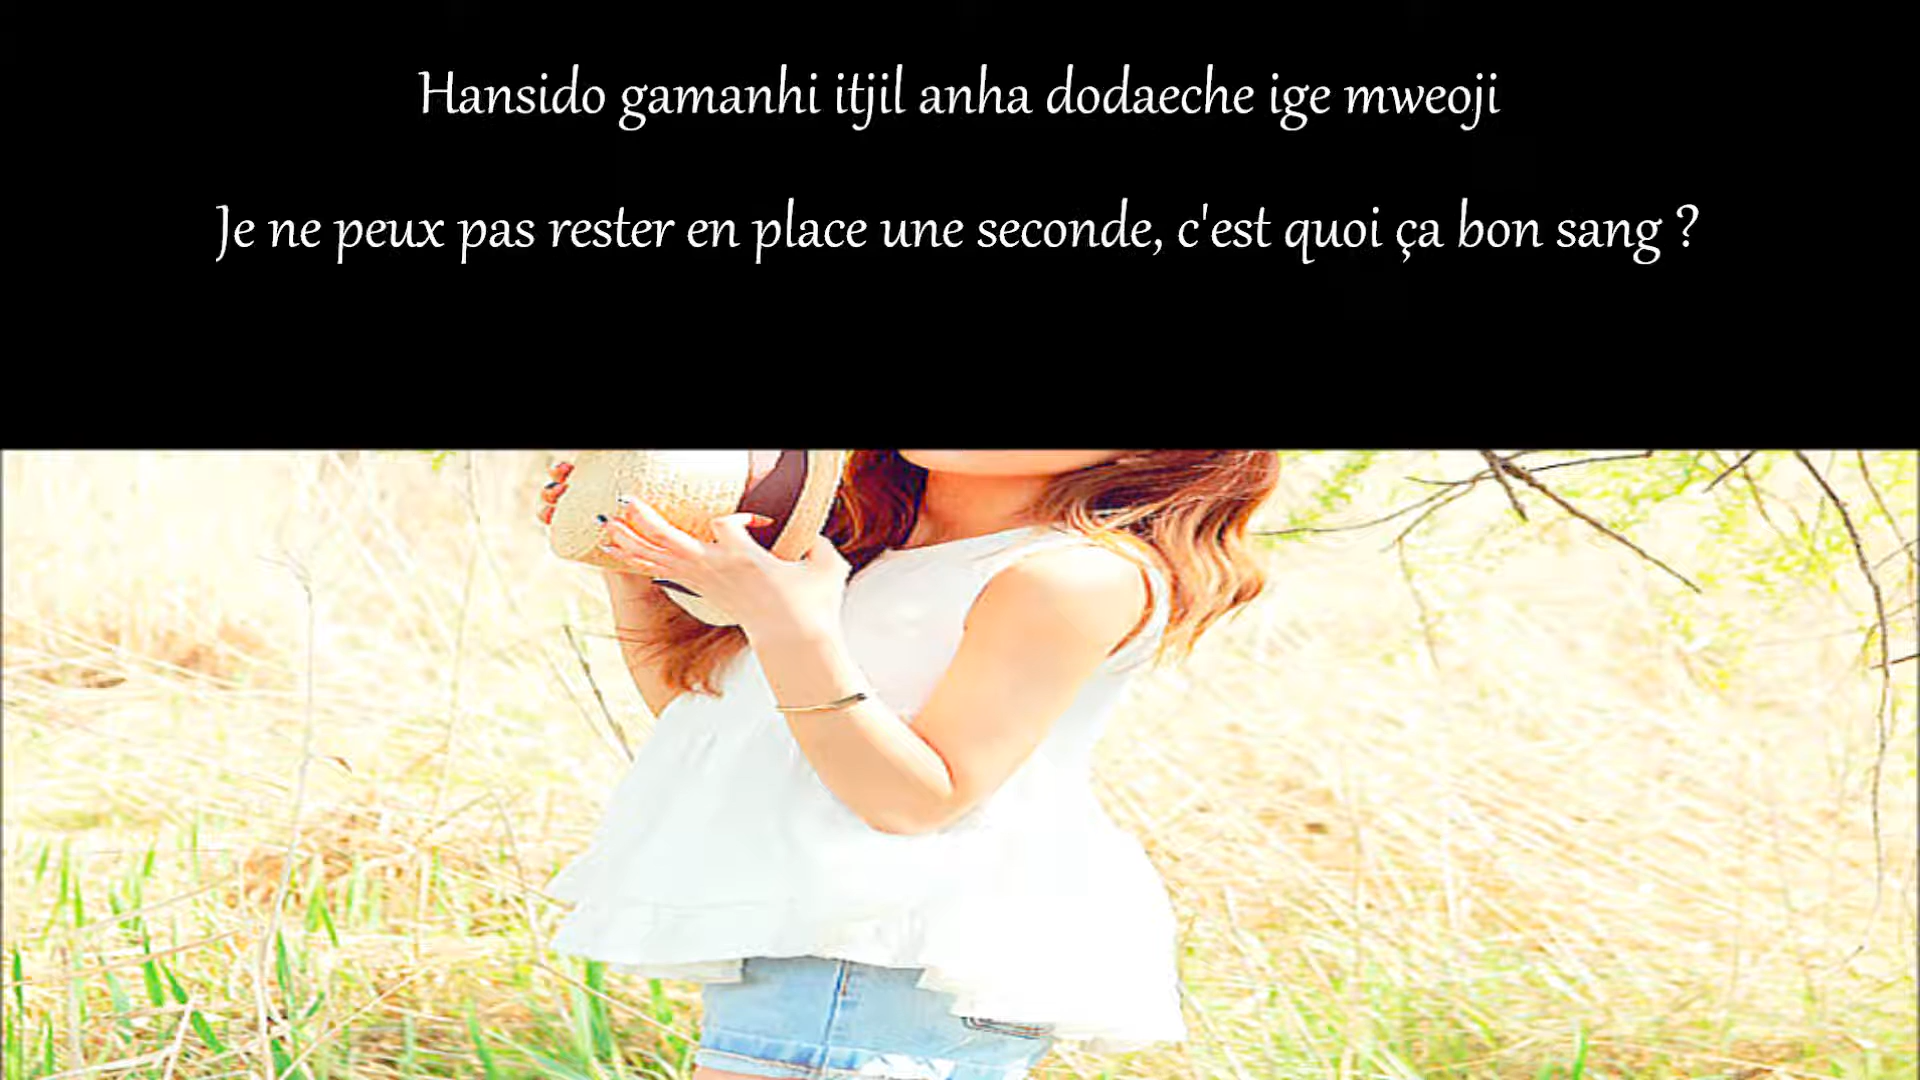 Hansido gamanhi itjil anha dodaeche ige mweoji
Je ne peux pas rester en place une seconde, c'est quoi ça bon sang ?